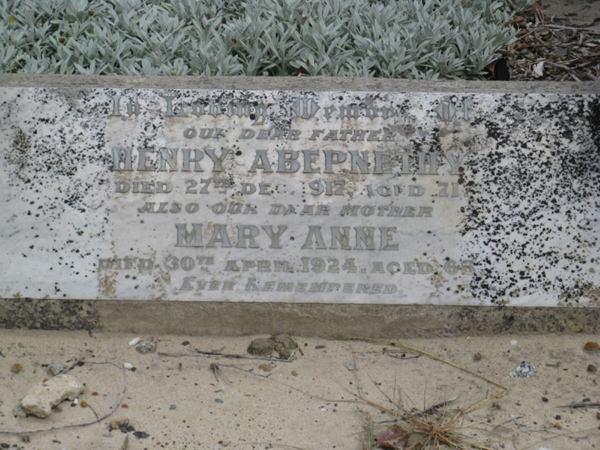 In Loving Memory Of
OUR DEAR FATHER
HENRY ABERNETHY
DIED 27TH DEC. 1917, AGED 71
ALSO OUR DEAR MOTHER
MARY ANNE
DIED 30TH APRIL 1924, AGED
EVER REMEMBERED.